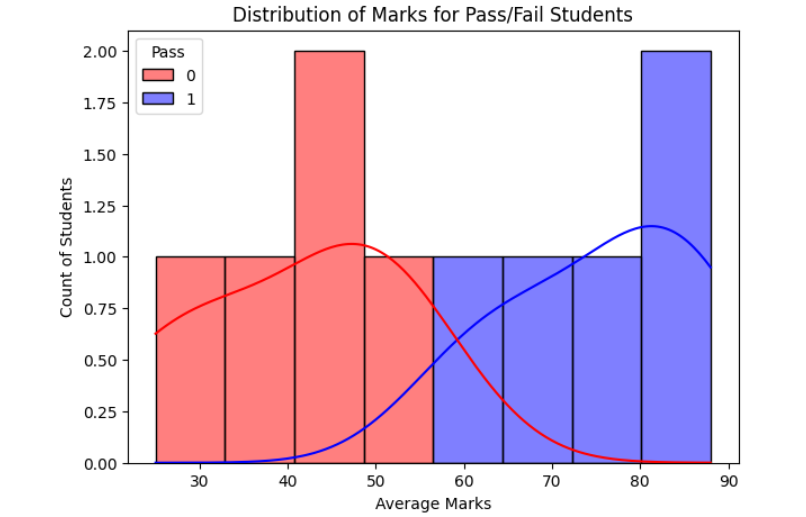 Distribution of Marks for Pass/Fail Students
Pass
0
1
2.00
1.75
1.50
1.25
1.00
0.75
0.50
0.25
0.00
Count of Students
30 40 50 60 70 80 90
Average Marks